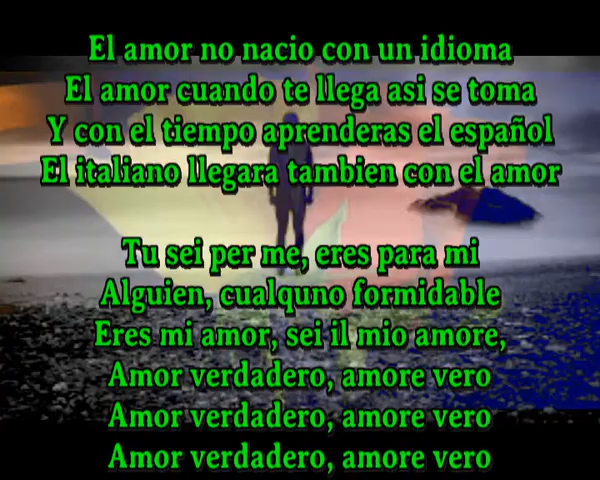 El amor no nacio con un idioma
El amor cuando te llega asi se toma
Y con el tiempo aprenderas el español
El italiano llegara tambien con el amor
Tu sei per me, eres para mi
Alguien, cualquno formidable
Eres mi amor, sei il mio amore,
Amor verdadero, amore vero
Amor verdadero, amore vero
Amor verdadero, amore vero